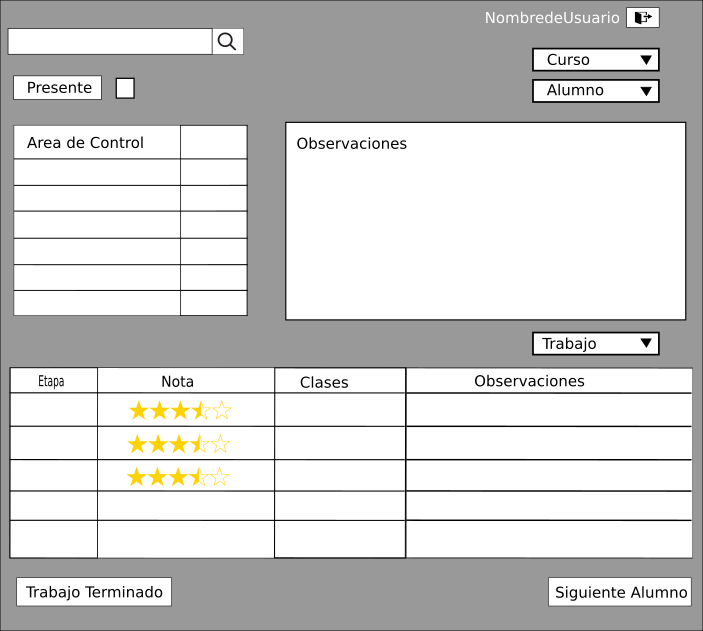 NombredeUsuario
Curso
Presente
Alumno
Area de Control
Observaciones
Trabajo
Etapa Nota Clases Observaciones
Trabajo Terminado
Siguiente Alumno